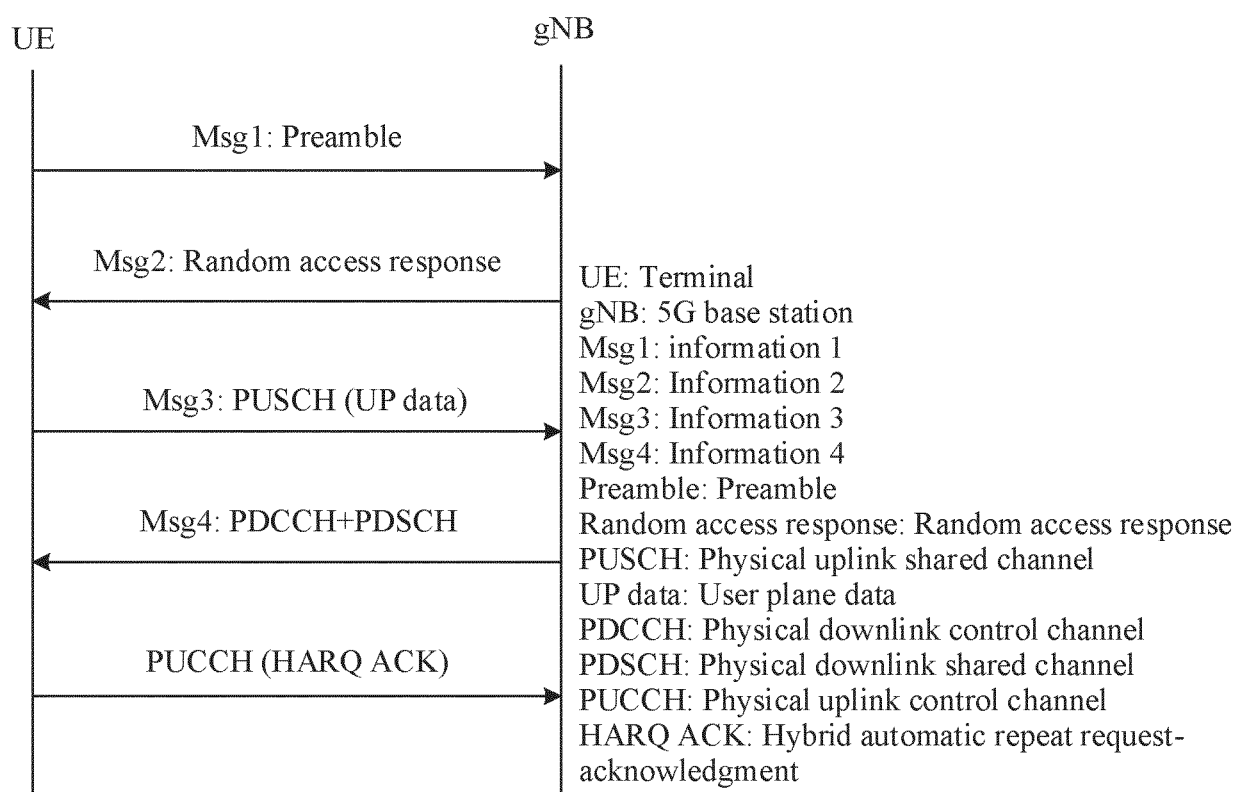 UE
gNB
Msg1: Preamble
Msg2: Random access response
Msg3: PUSCH (UP data)
Msg4: PDCCH+PDSCH
PUCCH (HARQ ACK)
UE: Terminal
gNB: 5G base station
Msg1: information 1
Msg2: Information 2
Msg3: Information 3
Msg4: Information 4
Preamble: Preamble
Random access response: Random access response
PUSCH: Physical uplink shared channel
UP data: User plane data
PDCCH: Physical downlink control channel
PDSCH: Physical downlink shared channel
PUCCH: Physical uplink control channel
HARQ ACK: Hybrid automatic repeat request-
acknowledgment